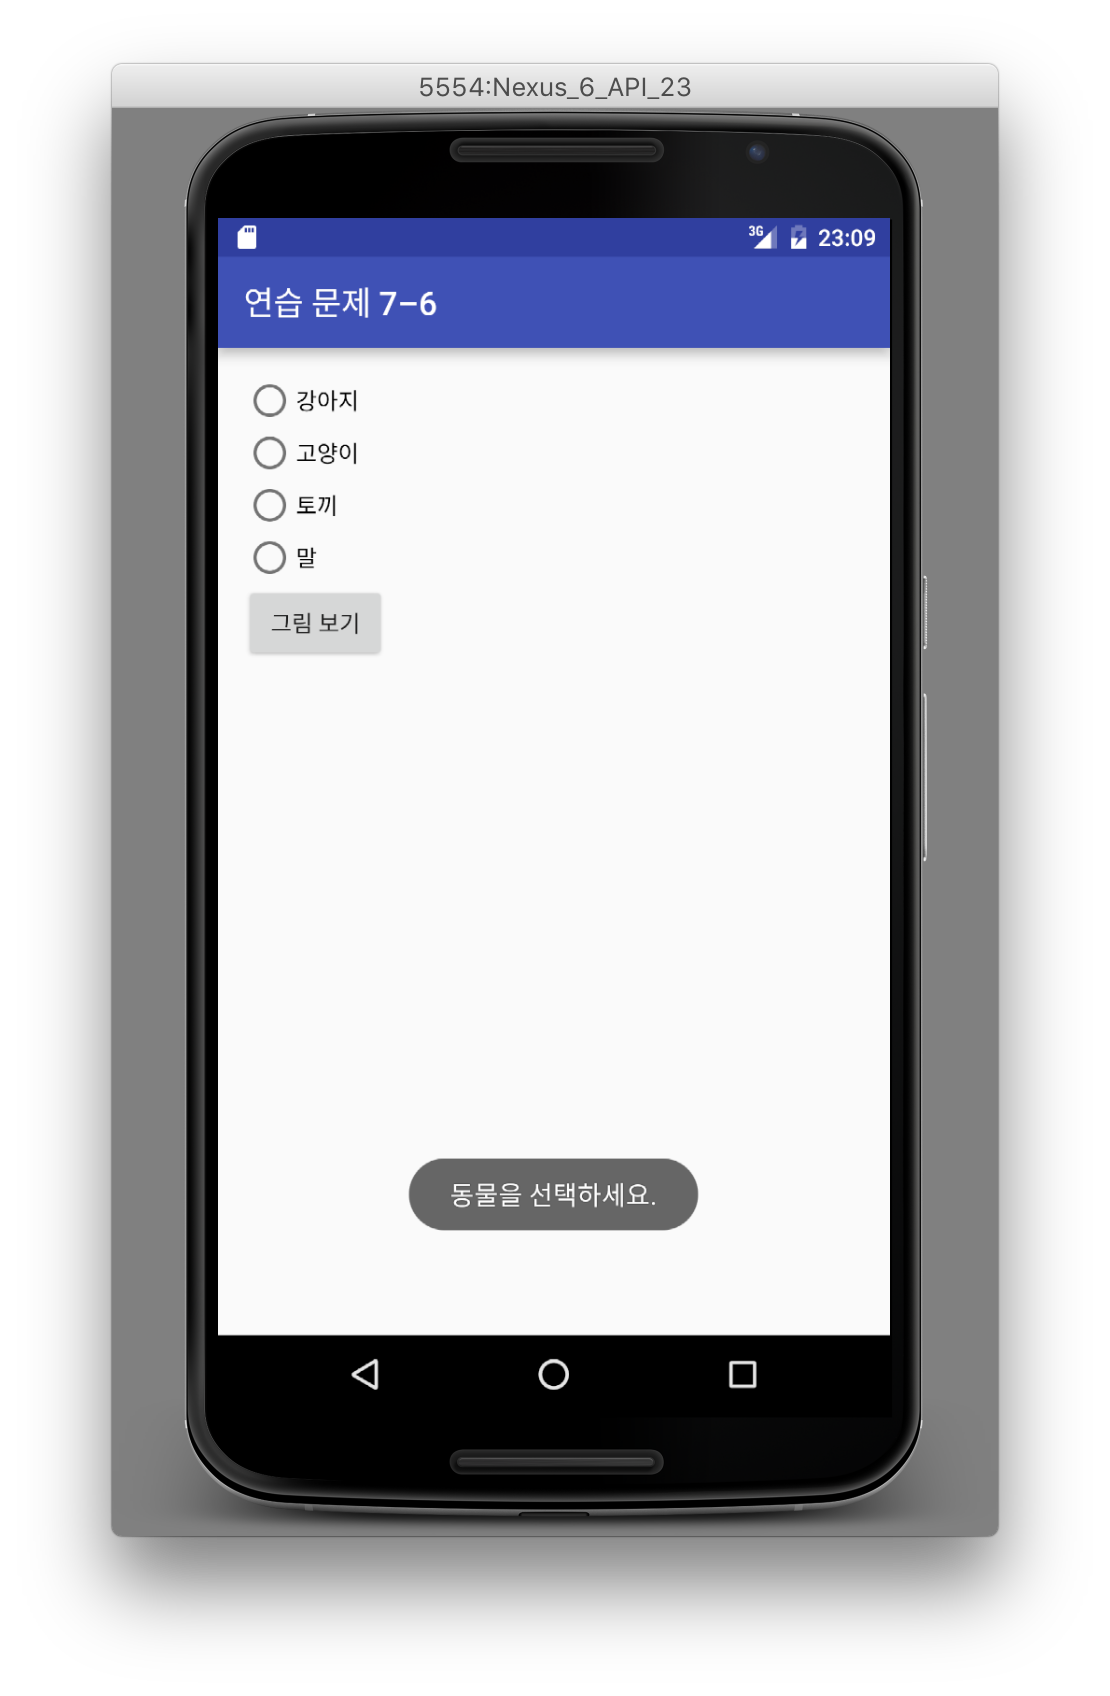 5554:Nexus_6_API_23
3G 23:09
연습 문제 7-6
강아지
고양이
토끼
말
그림 보기
동물을 선택하세요.